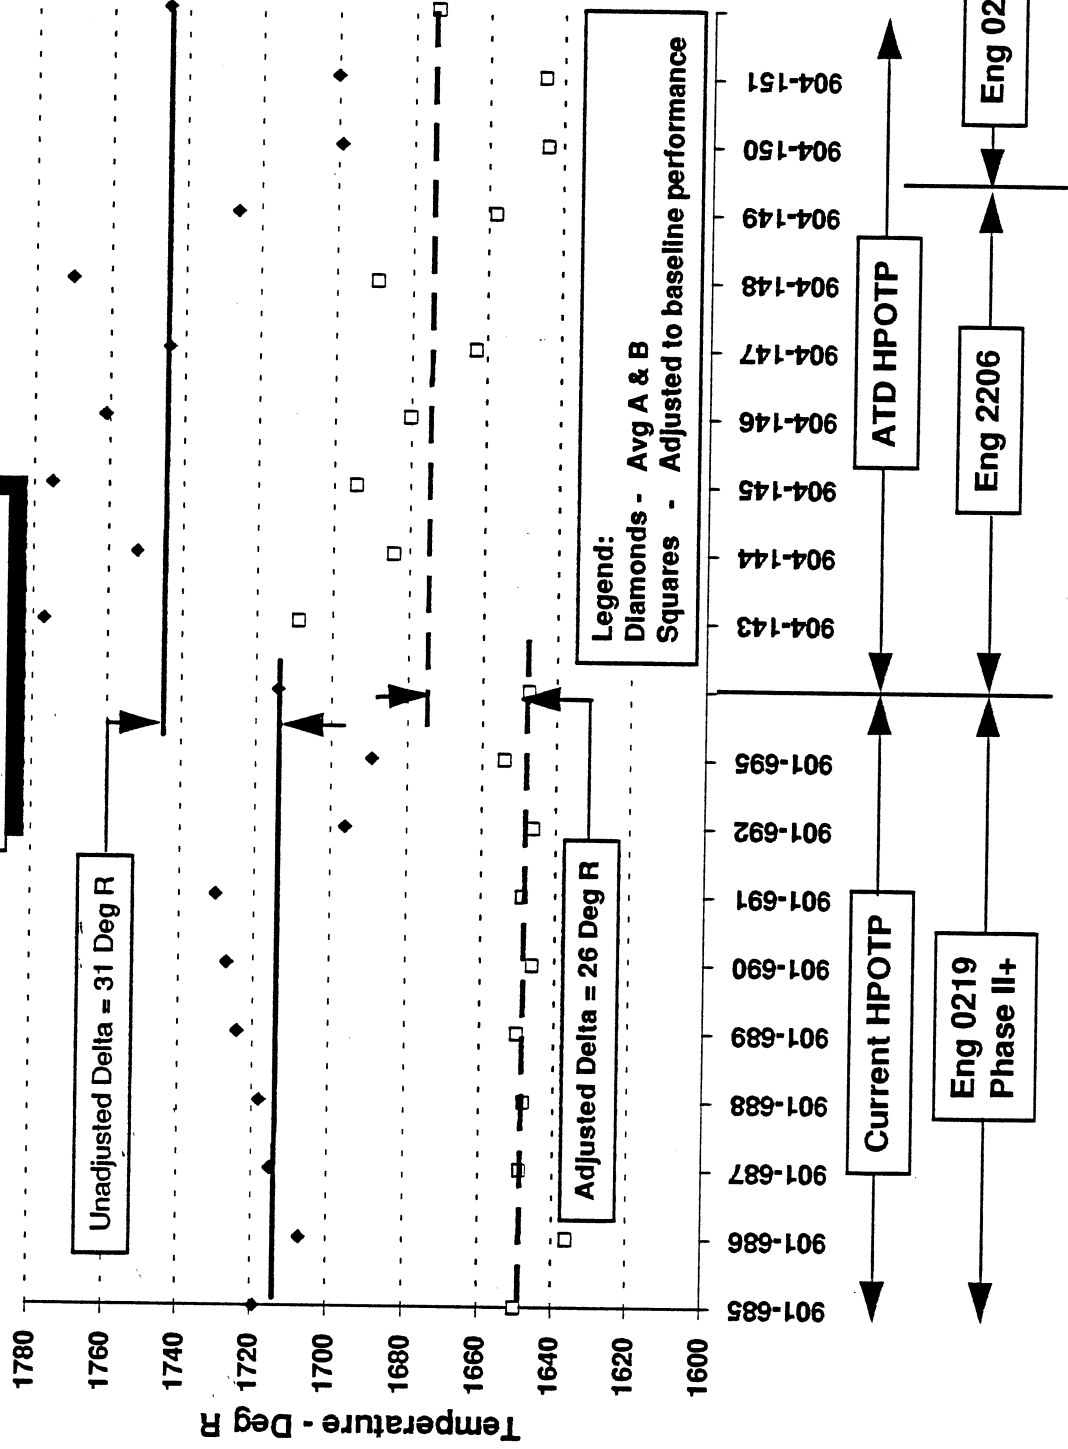 Temperature - Deg R
1780
1760
1740
1720
1700
1680
1660
1640
1620
1600
Unadjusted Delta = 31 Deg R
Adjusted Delta = 26 Deg R
Legend:
Diamonds - Avg A & B
Squares - Adjusted to baseline performance
901-685
901-686
901-687
901-688
901-689
901-690
901-691
901-692
901-695
904-143
904-144
904-145
904-146
904-147
904-148
904-149
904-150
904-151
Current HPOTP
ATD HPOTP
Eng 0219
Phase II+
Eng 2206
Eng 02